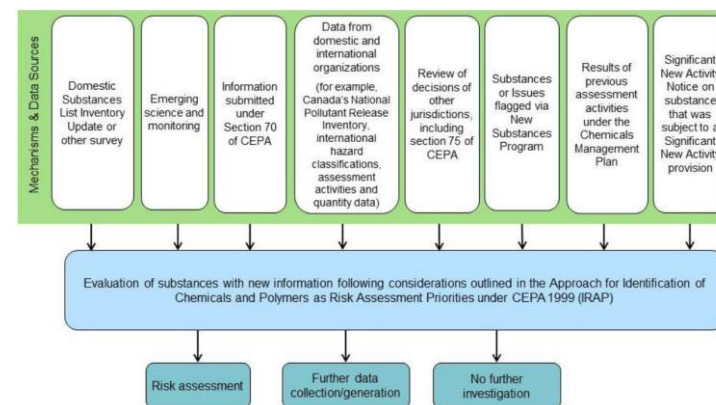 Mechanisms & Data Sources
Domestic
Substances
List Inventory
Update or
other survey
Emerging
science and
monitoring
Information
submitted
under
Section 70
of CEPA
Data from
domestic and
international
organizations
(for example,
Canada's National
Pollutant Release
Inventory,
international
hazard
classifications,
assessment
activities and
quantity data)
Review of
decisions of
other
jurisdictions,
including
section 75 of
CEPA
Substances
or Issues
flagged via
New
Substances
Program
Results of
previous
assessment
activities
under the
Chemicals
Management
Plan
Significant
New Activity
Notice on
substance
that was
subject to a
Significant
New Activity
provision
Evaluation of substances with new information following considerations outlined in the Approach for Identification of
Chemicals and Polymers as Risk Assessment Priorities under CEPA 1999 (IRAP)
Risk assessment
Further data
collection/generation
No further
investigation